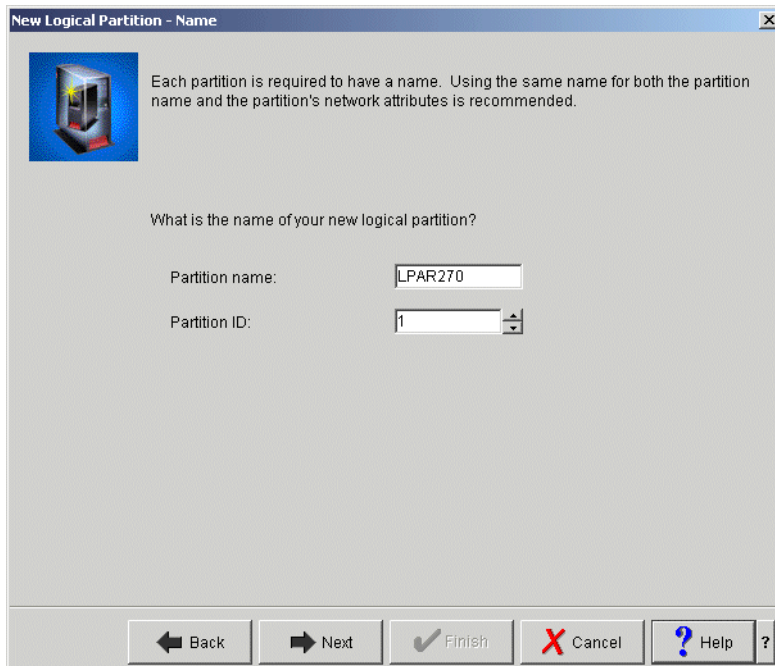 New Logical Partition - Name
Each partition is required to have a name. Using the same name for both the partition
name and the partition's network attributes is recommended.
What is the name of your new logical partition?
Partition name: LPAR270
Partition ID: 1
Back Next Finish Cancel ? Help ?